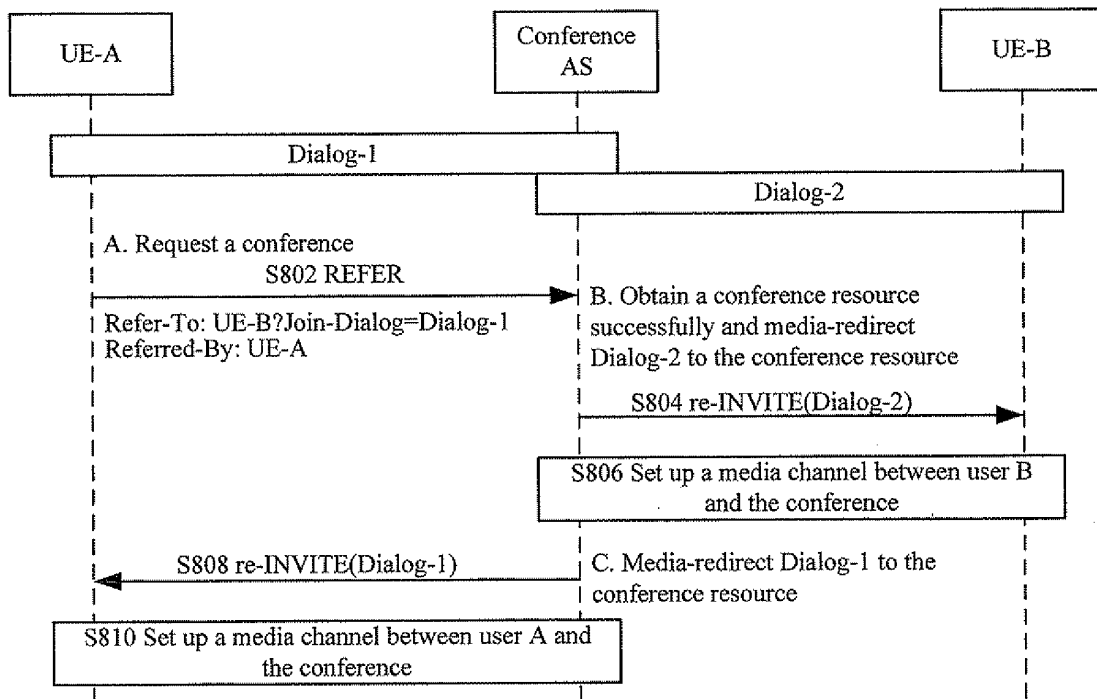 UE-A
Conference
AS
UE-B
Dialog-1
Dialog-2
A. Request a conference
S802 REFER
Refer-To: UE-B?Join-Dialog=Dialog-1
Referred-By: UE-A
B. Obtain a conference resource
successfully and media-redirect
Dialog-2 to the conference resource
S804 re-INVITE(Dialog-2)
S806 Set up a media channel between user B
and the conference
S808 re-INVITE(Dialog-1)
C. Media-redirect Dialog-1 to the
conference resource
S810 Set up a media channel between user A and
the conference